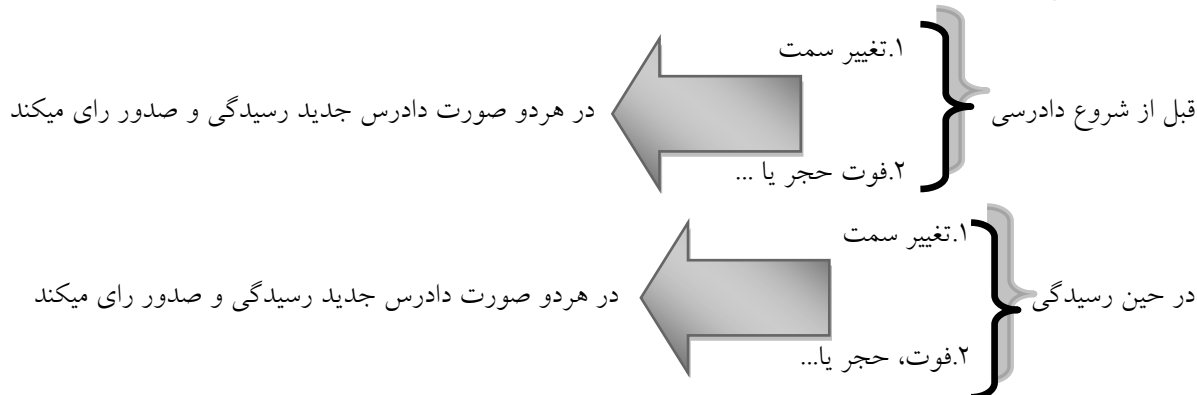 ۱.تغییر سمت
قبل از شروع دادرسی
در هردو صورت دادرس جدید رسیدگی و صدور رای میکند
۲.فوت حجر یا ...
۱.تغییر سمت
در حین رسیدگی
در هردو صورت دادرس جدید رسیدگی و صدور رای میکند
۲.فوت، حجر یا...